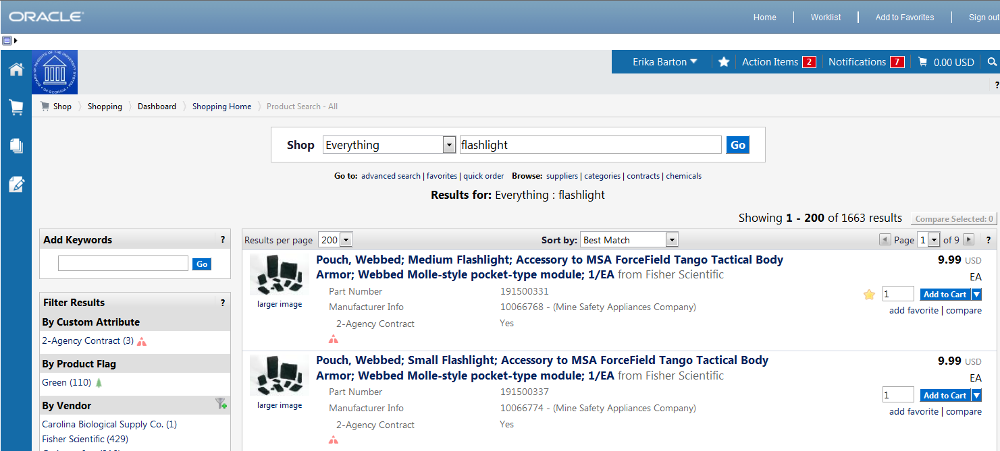 ORACLE
Home Worklist Add to Favorites Sign out
BOARD OF REGENTS OF THE UNIVERSITY SYSTEM OF GEORGIA
Erika Barton Action Items 2 Notifications 7 0.00 USD
?
Shop Shopping Dashboard Shopping Home Product Search - All
Shop Everything flashlight Go
Go to: advanced search | favorites | quick order Browse: suppliers | categories | contracts | chemicals
Results for: Everything : flashlight
Showing 1 - 200 of 1663 results Compare Selected: 0
Add Keywords ?
Go
Filter Results ?
By Custom Attribute
2-Agency Contract (3)
By Product Flag
Green (110)
By Vendor
Carolina Biological Supply Co. (1)
Fisher Scientific (429)
Results per page 200 Sort by: Best Match Page 1 of 9 ?
larger image
Pouch, Webbed; Medium Flashlight; Accessory to MSA ForceField Tango Tactical Body
Armor; Webbed Molle-style pocket-type module; 1/EA from Fisher Scientific
Part Number 191500331
Manufacturer Info 10066768 - (Mine Safety Appliances Company)
2-Agency Contract Yes
9.99 USD
EA
1 Add to Cart
add favorite | compare
larger image
Pouch, Webbed; Small Flashlight; Accessory to MSA ForceField Tango Tactical Body
Armor; Webbed Molle-style pocket-type module; 1/EA from Fisher Scientific
Part Number 191500337
Manufacturer Info 10066774 - (Mine Safety Appliances Company)
2-Agency Contract Yes
9.99 USD
EA
1 Add to Cart
add favorite | compare